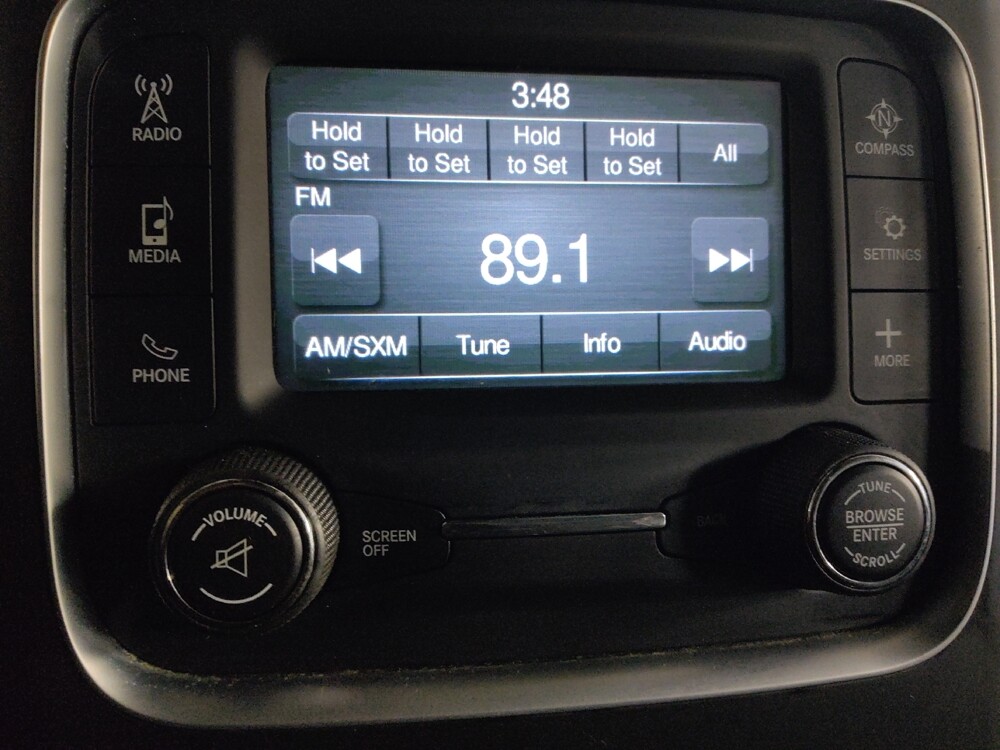 3:48
Hold to Set
Hold to Set
Hold to Set
Hold to Set
All
FM
89.1
AM/SXM
Tune
Info
Audio
RADIO
MEDIA
PHONE
N
COMPASS
SETTINGS
MORE
VOLUME
SCREEN
OFF
BACK
TUNE
BROWSE
ENTER
SCROLL